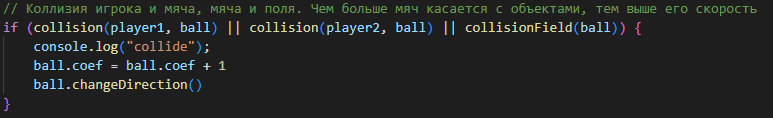 // Коллизия игрока и мяча, мяча и поля. Чем больше мяч касается с объектами, тем выше его скорость
if (collision(player1, ball) || collision(player2, ball) || collisionField(ball)) {
    console.log("collide");
    ball.coef = ball.coef + 1
    ball.changeDirection()
}